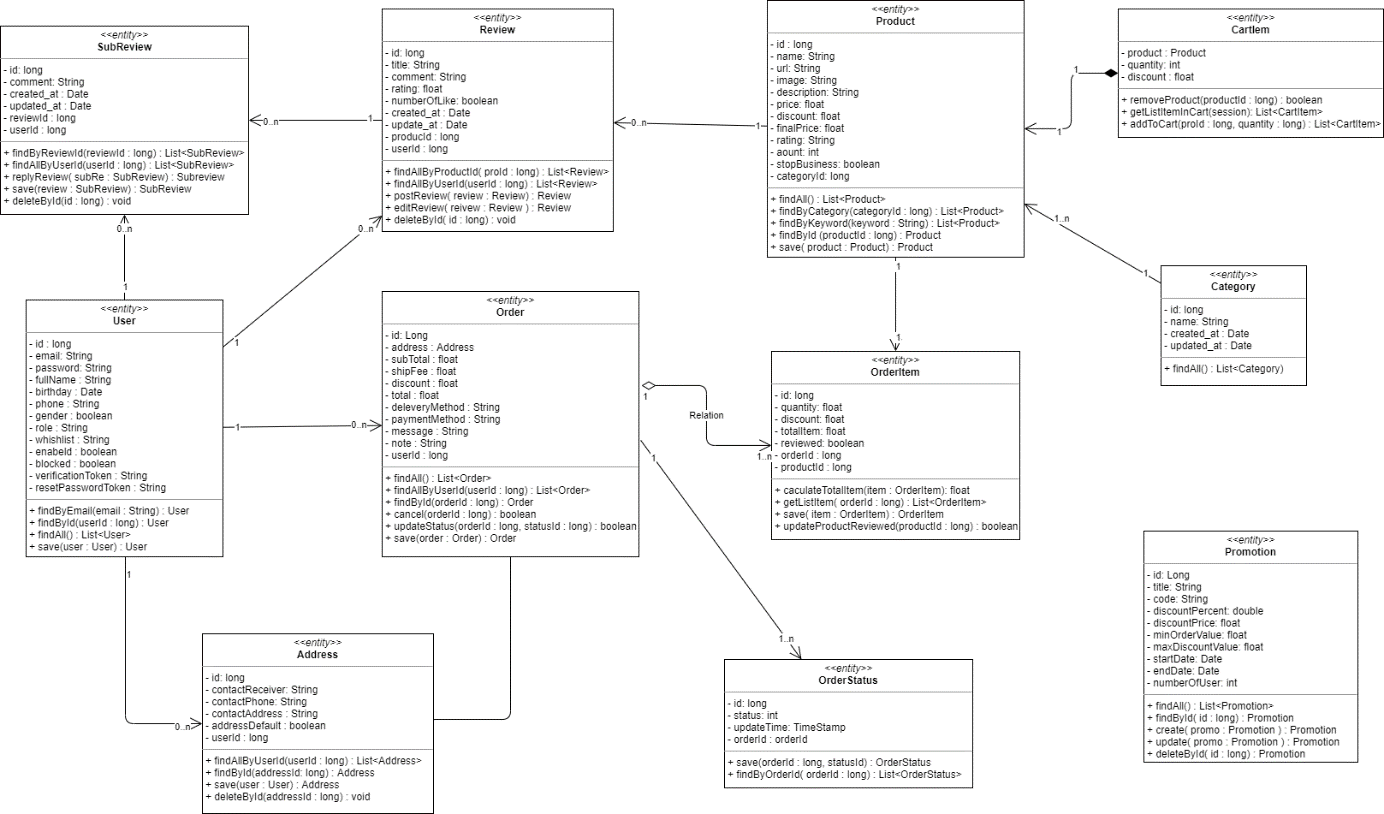 <<entity>>
SubReview
- id: long
- comment: String
- created_at : Date
- updated_at : Date
- reviewId : long
- userId : long
+ findByReviewId(reviewId : long) : List<SubReview>
+ findAllByUserId(userId : long) : List<SubReview>
+ replyReview( subRe : SubReview) : Subreview
+ save(review : SubReview) : SubReview
+ deleteById(id : long) : void
<<entity>>
Review
- id: long
- title: String
- comment: String
- rating: float
- numberOfLike: boolean
- created_at : Date
- update_at : Date
- producId : long
- userId : long
+ findAllByProductId( proId : long) : List<Review>
+ findAllByUserId(userId : long) : List<Review>
+ postReview( review : Review) : Review
+ editReview( reivew : Review ) : Review
+ deleteById( id : long) : void
<<entity>>
Product
- id : long
- name: String
- url: String
- image: String
- description: String
- price: float
- discount: float
- finalPrice: float
- rating: String
- aount: int
- stopBusiness: boolean
- categoryId: long
+ findAll() : List<Product>
+ findByCategory(categoryId : long) : List<Product>
+ findByKeyword(keyword : String) : List<Product>
+ findById (productId : long) : Product
+ save( product : Product) : Product
<<entity>>
CartIem
- product : Product
- quantity: int
- discount : float
+ removeProduct(productId : long) : boolean
+ getListItemInCart(session): List<CartItem>
+ addToCart(proId : long, quantity : long) : List<CartItem>
0..n
1
0..n
1
1
1
0..n
1
0..n
1
1..n
1
1
1
<<entity>>
Category
- id: long
- name: String
- created_at : Date
- updated_at : Date
+ findAll() : List<Category)
<<entity>>
User
- id : long
- email: String
- password: String
- fullName : String
- birthday : Date
- phone : String
- gender : boolean
- role : String
- whishlist : String
- enabeld : boolean
- blocked : boolean
- verificationToken : String
- resetPasswordToken : String
+ findByEmail(email : String) : User
+ findById(userId : long) : User
+ findAll() : List<User>
+ save(user : User) : User
1
0..n
<<entity>>
Order
- id: Long
- address : Address
- subTotal : float
- shipFee : float
- discount : float
- total : float
- deleveryMethod : String
- paymentMethod : String
- message : String
- note : String
- userId : long
+ findAll() : List<Order>
+ findAllByUserId(userId : long) : List<Order>
+ findById(orderId : long) : Order
+ cancel(orderId : long) : boolean
+ updateStatus(orderId : long, statusId : long) : boolean
+ save(order : Order) : Order
1
Relation
1..n
1
1..n
<<entity>>
OrderItem
- id: long
- quantity: float
- discount: float
- totalItem: float
- reviewed: boolean
- orderId : long
- productId : long
+ caculateTotalItem(item : OrderItem): float
+ getListItem( orderId : long) : List<OrderItem>
+ save( item : OrderItem) : OrderItem
+ updateProductReviewed(productId : long) : boolean
1
0..n
<<entity>>
Address
- id: long
- contactReceiver: String
- contactPhone: String
- contactAddress : String
- addressDefault : boolean
- userId : long
+ findAllByUserId(userId : long) : List<Address>
+ findById(addressId: long) : Address
+ save(user : User) : Address
+ deleteById(addressId : long) : void
<<entity>>
OrderStatus
- id: long
- status: int
- updateTime: TimeStamp
- orderId : orderId
+ save(orderId : long, statusId) : OrderStatus
+ findByOrderId( orderId : long) : List<OrderStatus>
<<entity>>
Promotion
- id: Long
- title: String
- code: String
- discountPercent: double
- discountPrice: float
- minOrderValue: float
- maxDiscountValue: float
- startDate: Date
- endDate: Date
- numberOfUser: int
+ findAll() : List<Promotion>
+ findById( id : long) : Promotion
+ create( promo : Promotion ) : Promotion
+ update( promo : Promotion ) : Promotion
+ deleteById( id : long) : Promotion